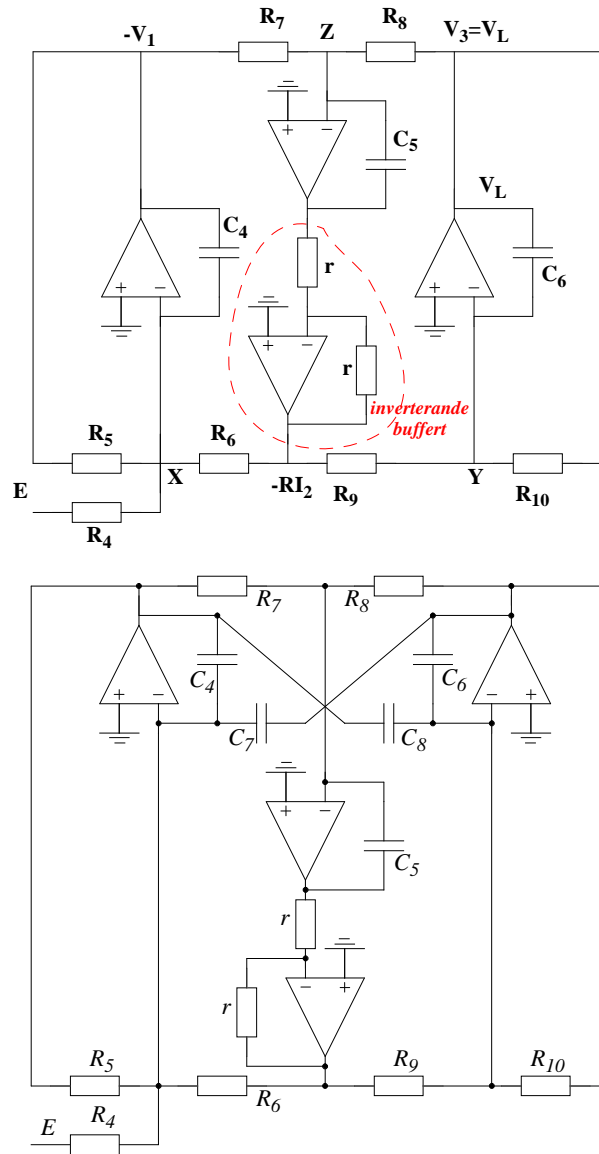 R7 Z R8
-V1 V3=VL
+ −
C5
VL
C4
r
+ −
+ −
C6
+ −
r
inverterande
buffert
R5 R6
X -RI2 R9 Y R10
E
R4
R7 R8
C4 C6
+ − − +
C7 C8
+ −
C5
r
− +
r
R5 R9 R10
R6
E R4